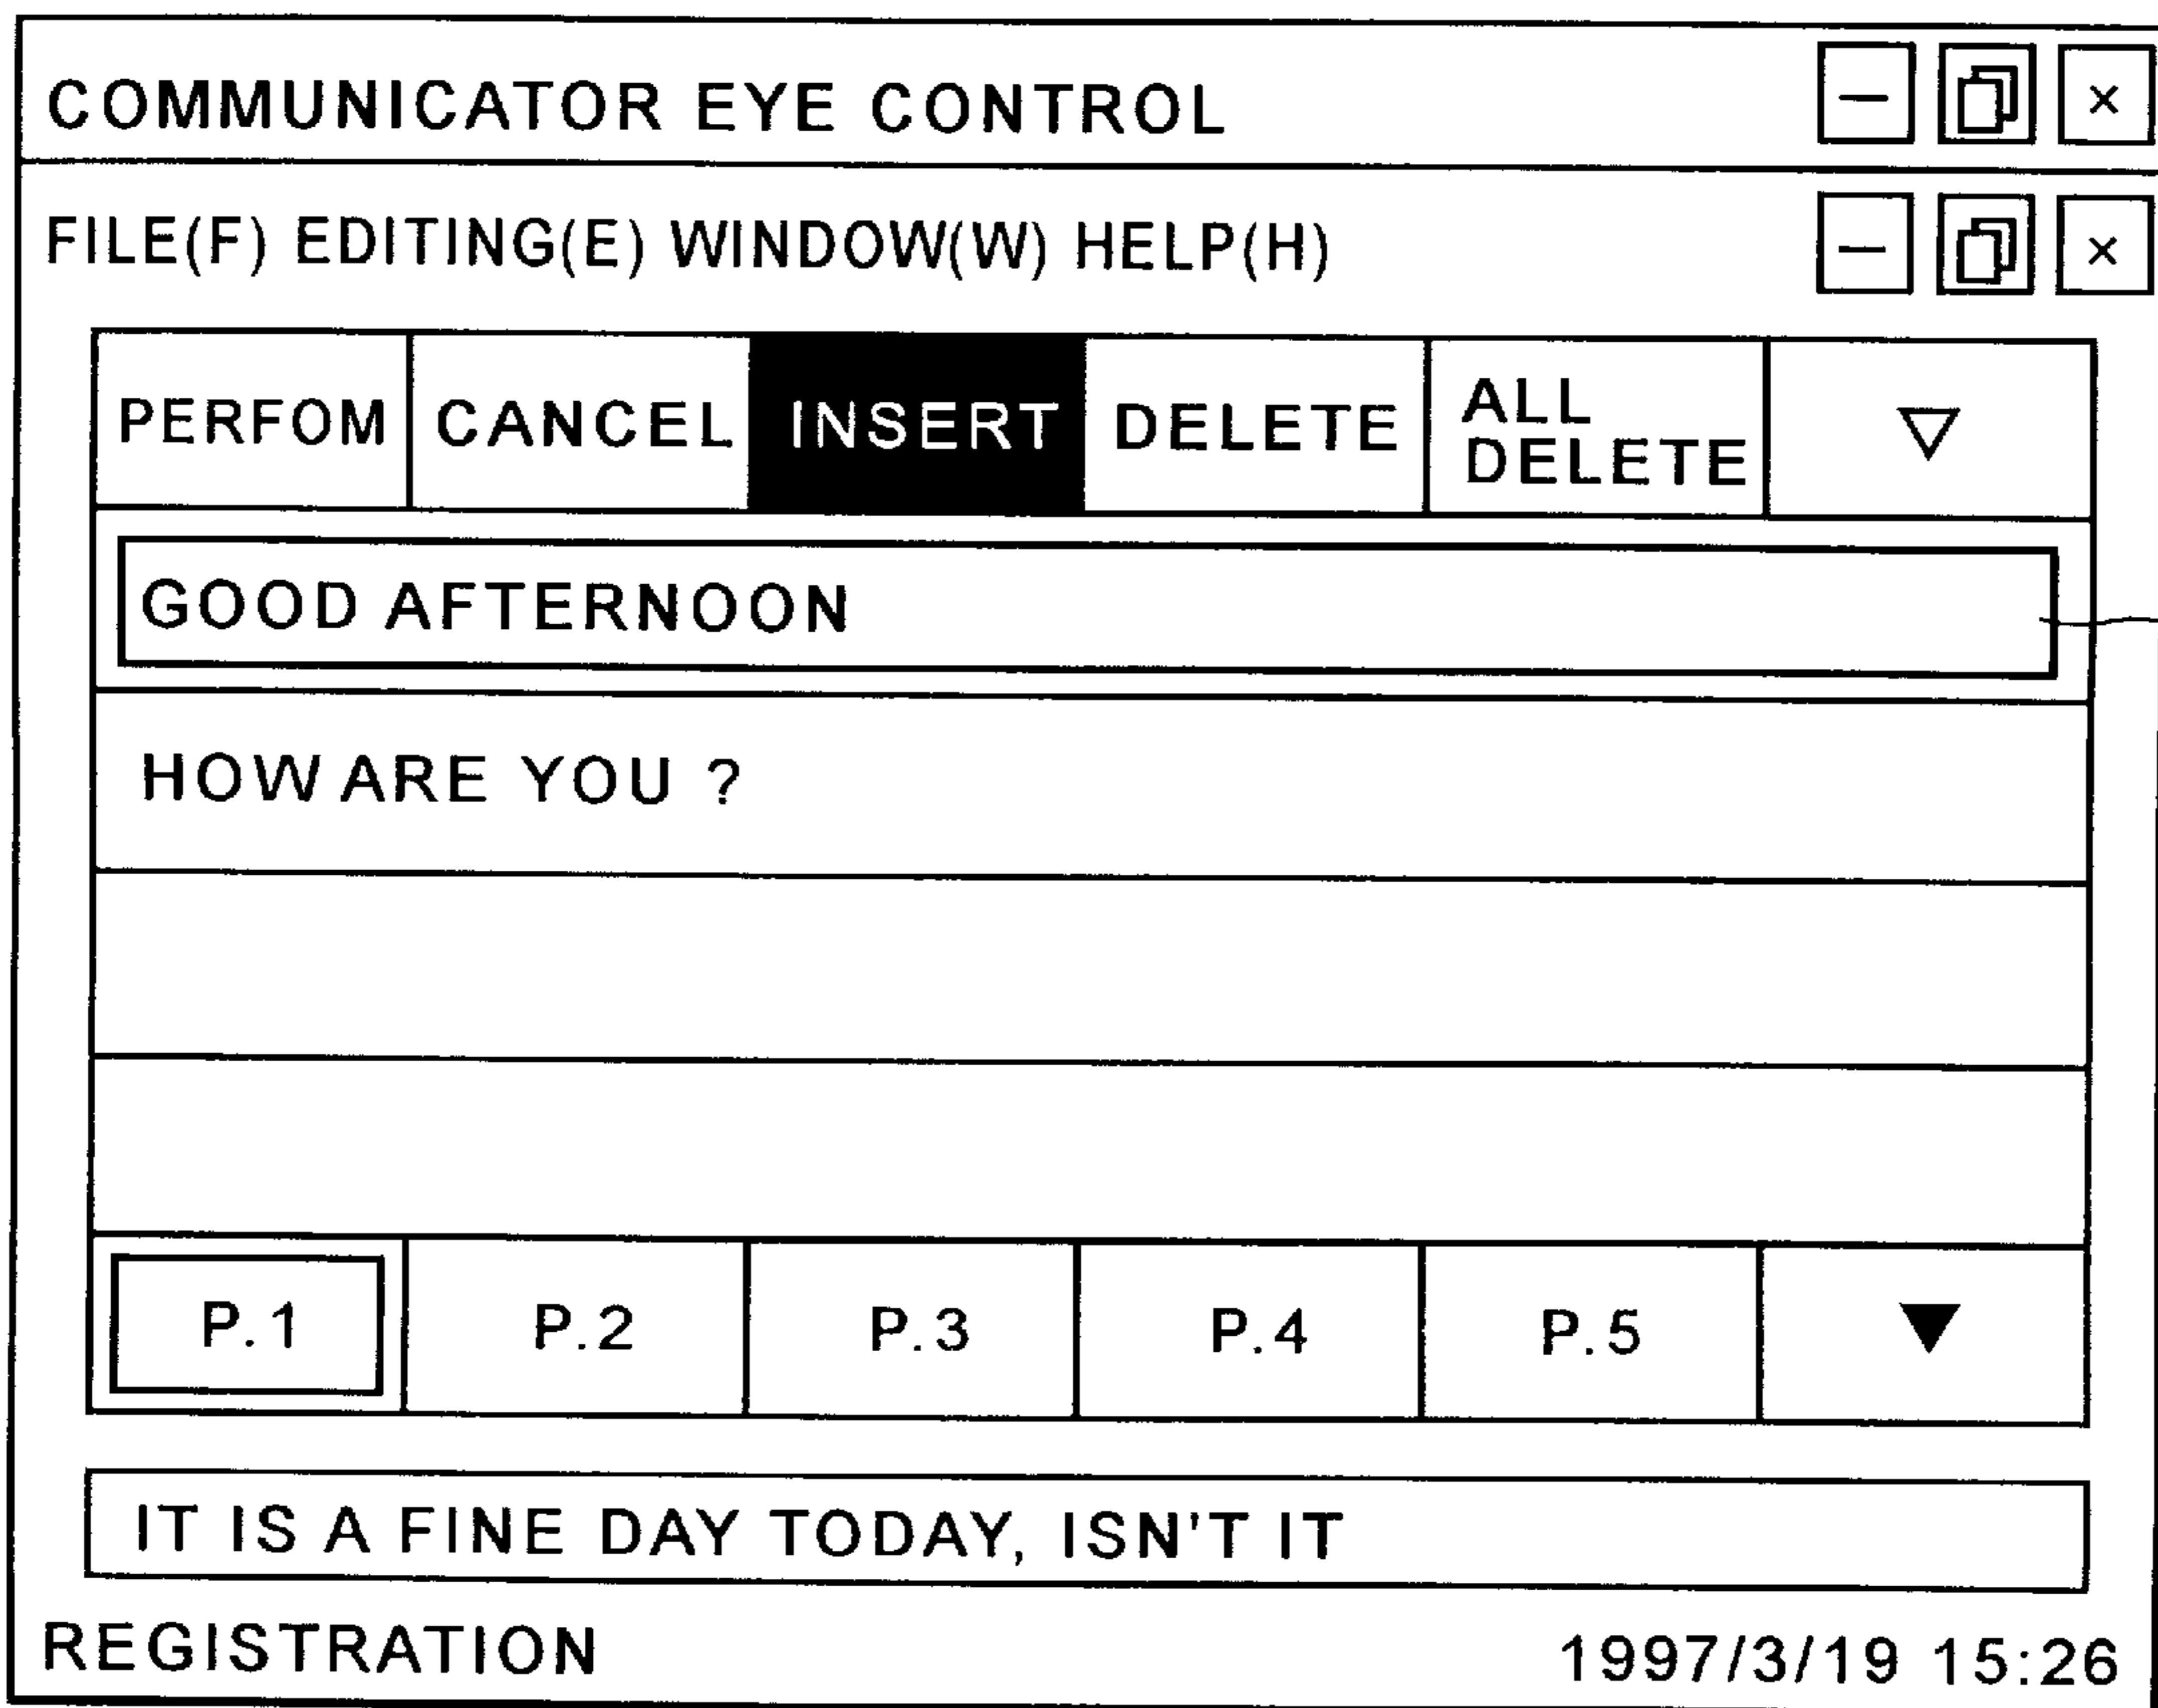 COMMUNICATOR EYE CONTROL
FILE(F) EDITING(E) WINDOW(W) HELP(H)
PERFOM CANCEL INSERT DELETE ALL DELETE
GOOD AFTERNOON
HOW ARE YOU ?
P.1 P.2 P.3 P.4 P.5
IT IS A FINE DAY TODAY, ISN'T IT
REGISTRATION 1997/3/19 15:26